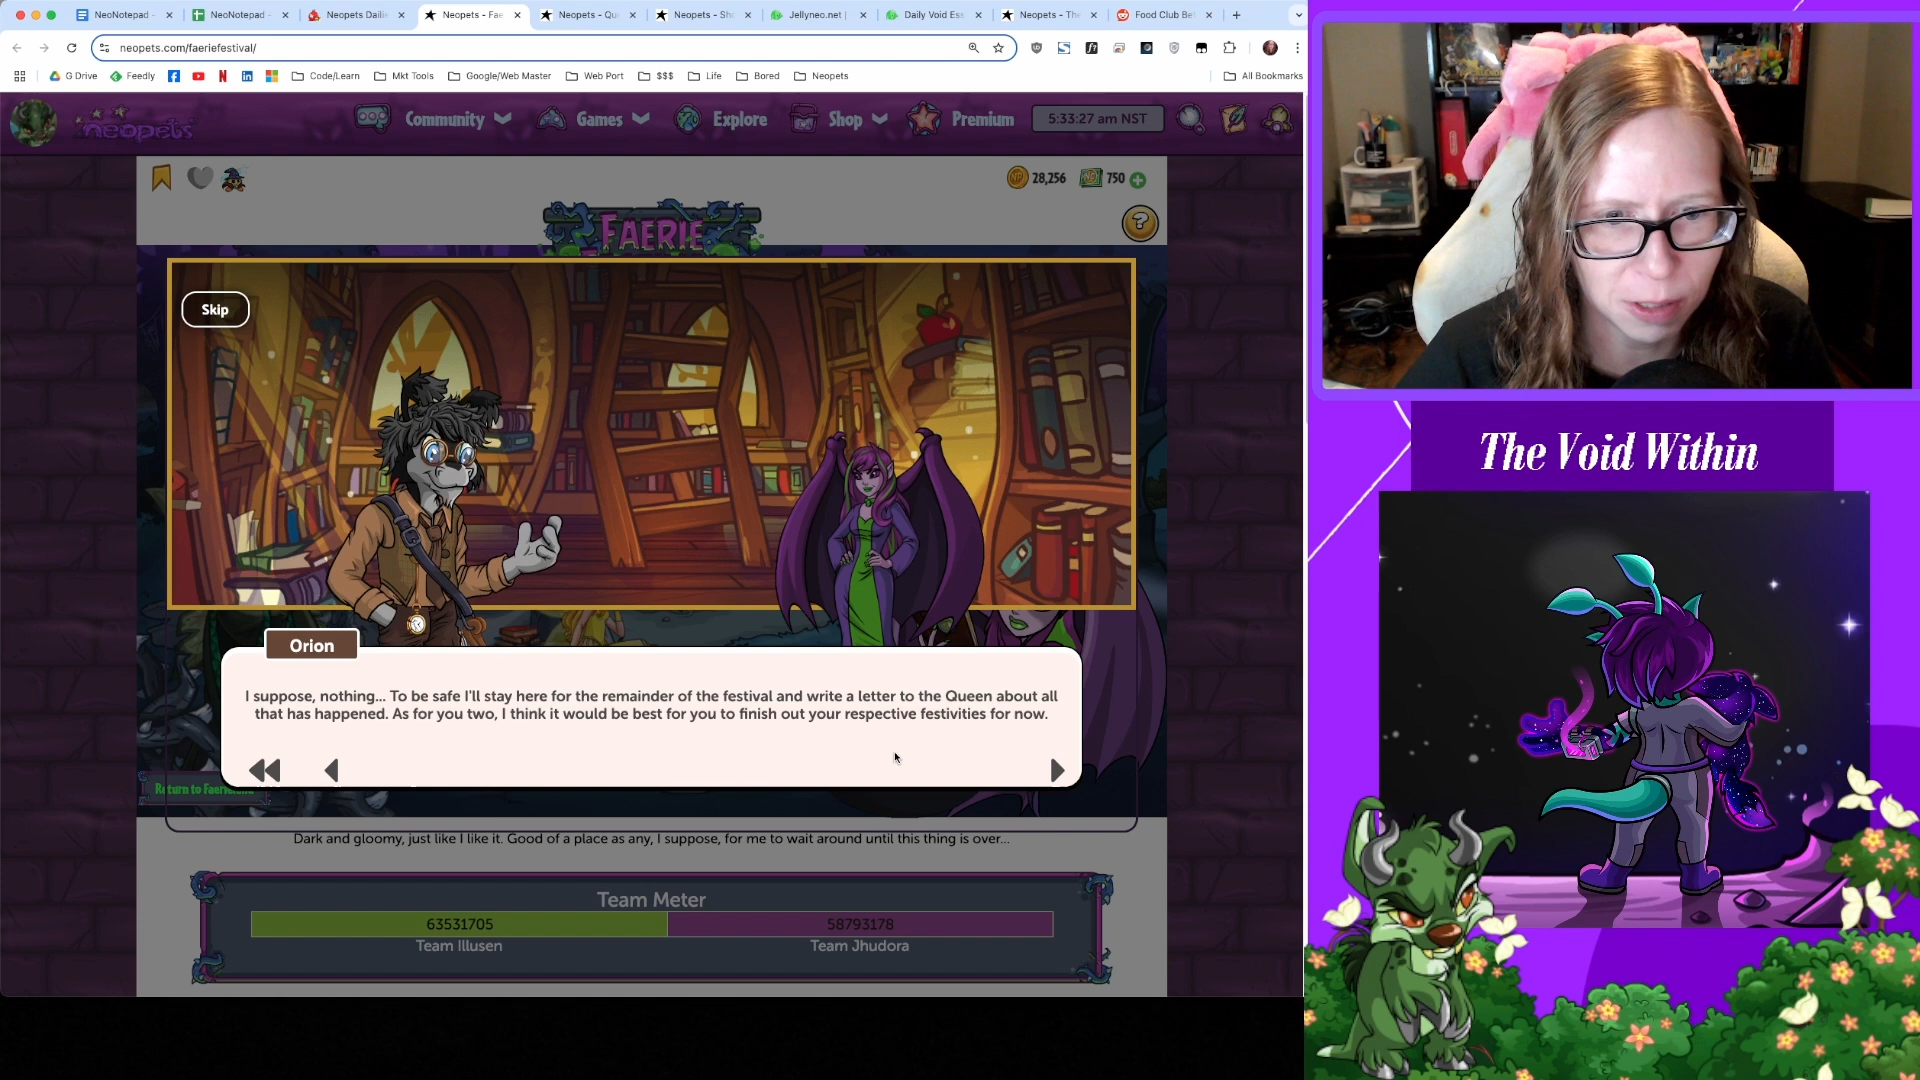 NeoNotepad -
NeoNotepad -
Neopets Dailie
Neopets - Fae
Neopets - Qu
Neopets - Sho
Jellyneo.net |
Daily Void Ess
Neopets - The
Food Club Be
neopets.com/faeriefestival/
G Drive
Feedly
Code/Learn
Mkt Tools
Google/Web Master
Web Port
$$$
Life
Bored
Neopets
All Bookmarks
neopets
Community
Games
Explore
Shop
Premium
5:33:27 am NST
28,256
750
FAERIE
?
Skip
Orion
I suppose, nothing... To be safe I'll stay here for the remainder of the festival and write a letter to the Queen about all
that has happened. As for you two, I think it would be best for you to finish out your respective festivities for now.
Return to Faerieland
Dark and gloomy, just like I like it. Good of a place as any, I suppose, for me to wait around until this thing is over...
Team Meter
63531705
58793178
Team Illusen
Team Jhudora
The Void Within